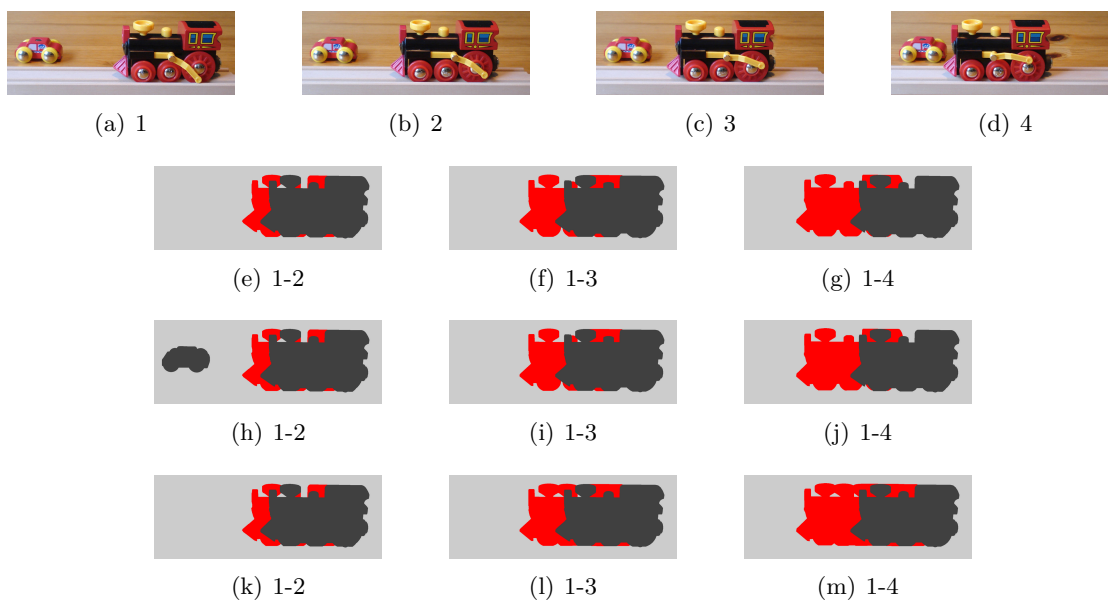 (a) 1
(b) 2
(c) 3
(d) 4
(e) 1-2
(f) 1-3
(g) 1-4
(h) 1-2
(i) 1-3
(j) 1-4
(k) 1-2
(l) 1-3
(m) 1-4